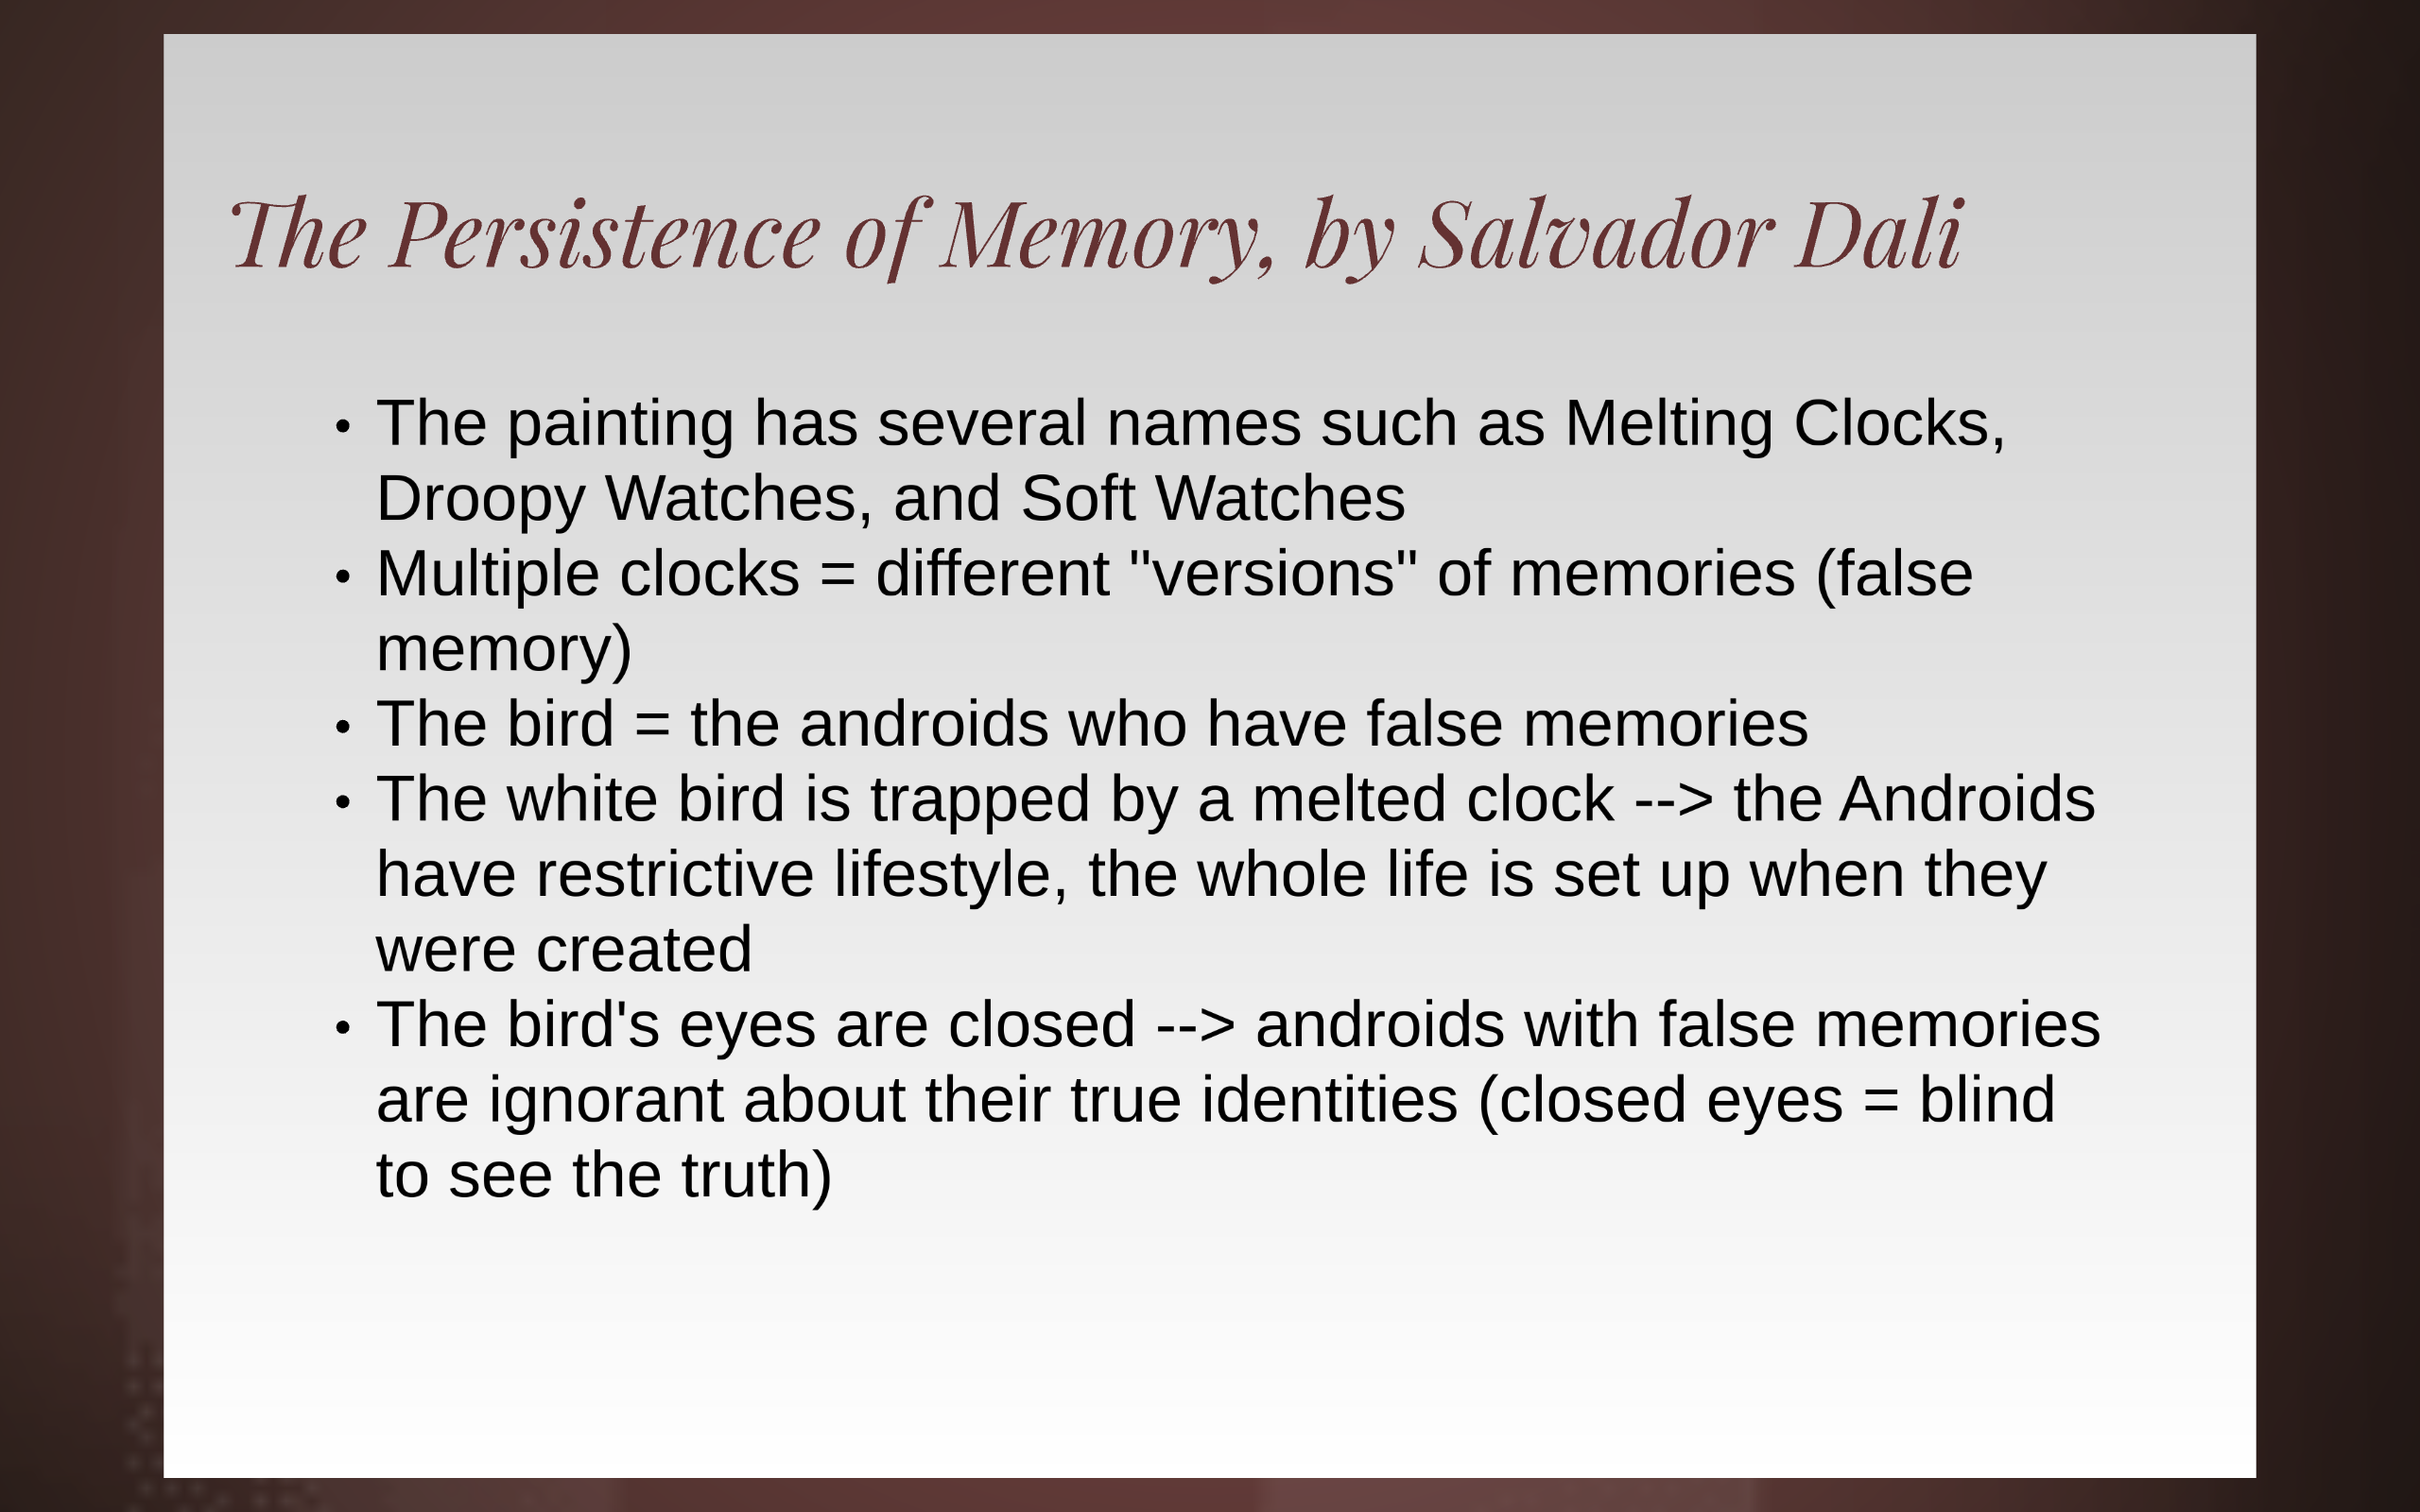 The Persistence of Memory, by Salvador Dali
• The painting has several names such as Melting Clocks,
Droopy Watches, and Soft Watches
• Multiple clocks = different "versions" of memories (false
memory)
• The bird = the androids who have false memories
• The white bird is trapped by a melted clock --> the Androids
have restrictive lifestyle, the whole life is set up when they
were created
• The bird's eyes are closed --> androids with false memories
are ignorant about their true identities (closed eyes = blind
to see the truth)